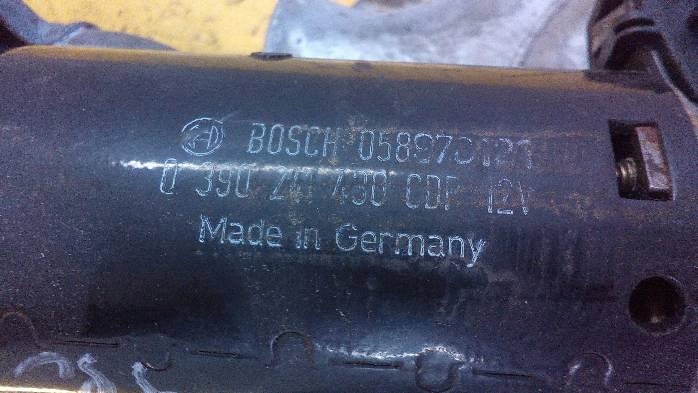 BOSCH
0 390 241 430 CDP 12V
Made in Germany